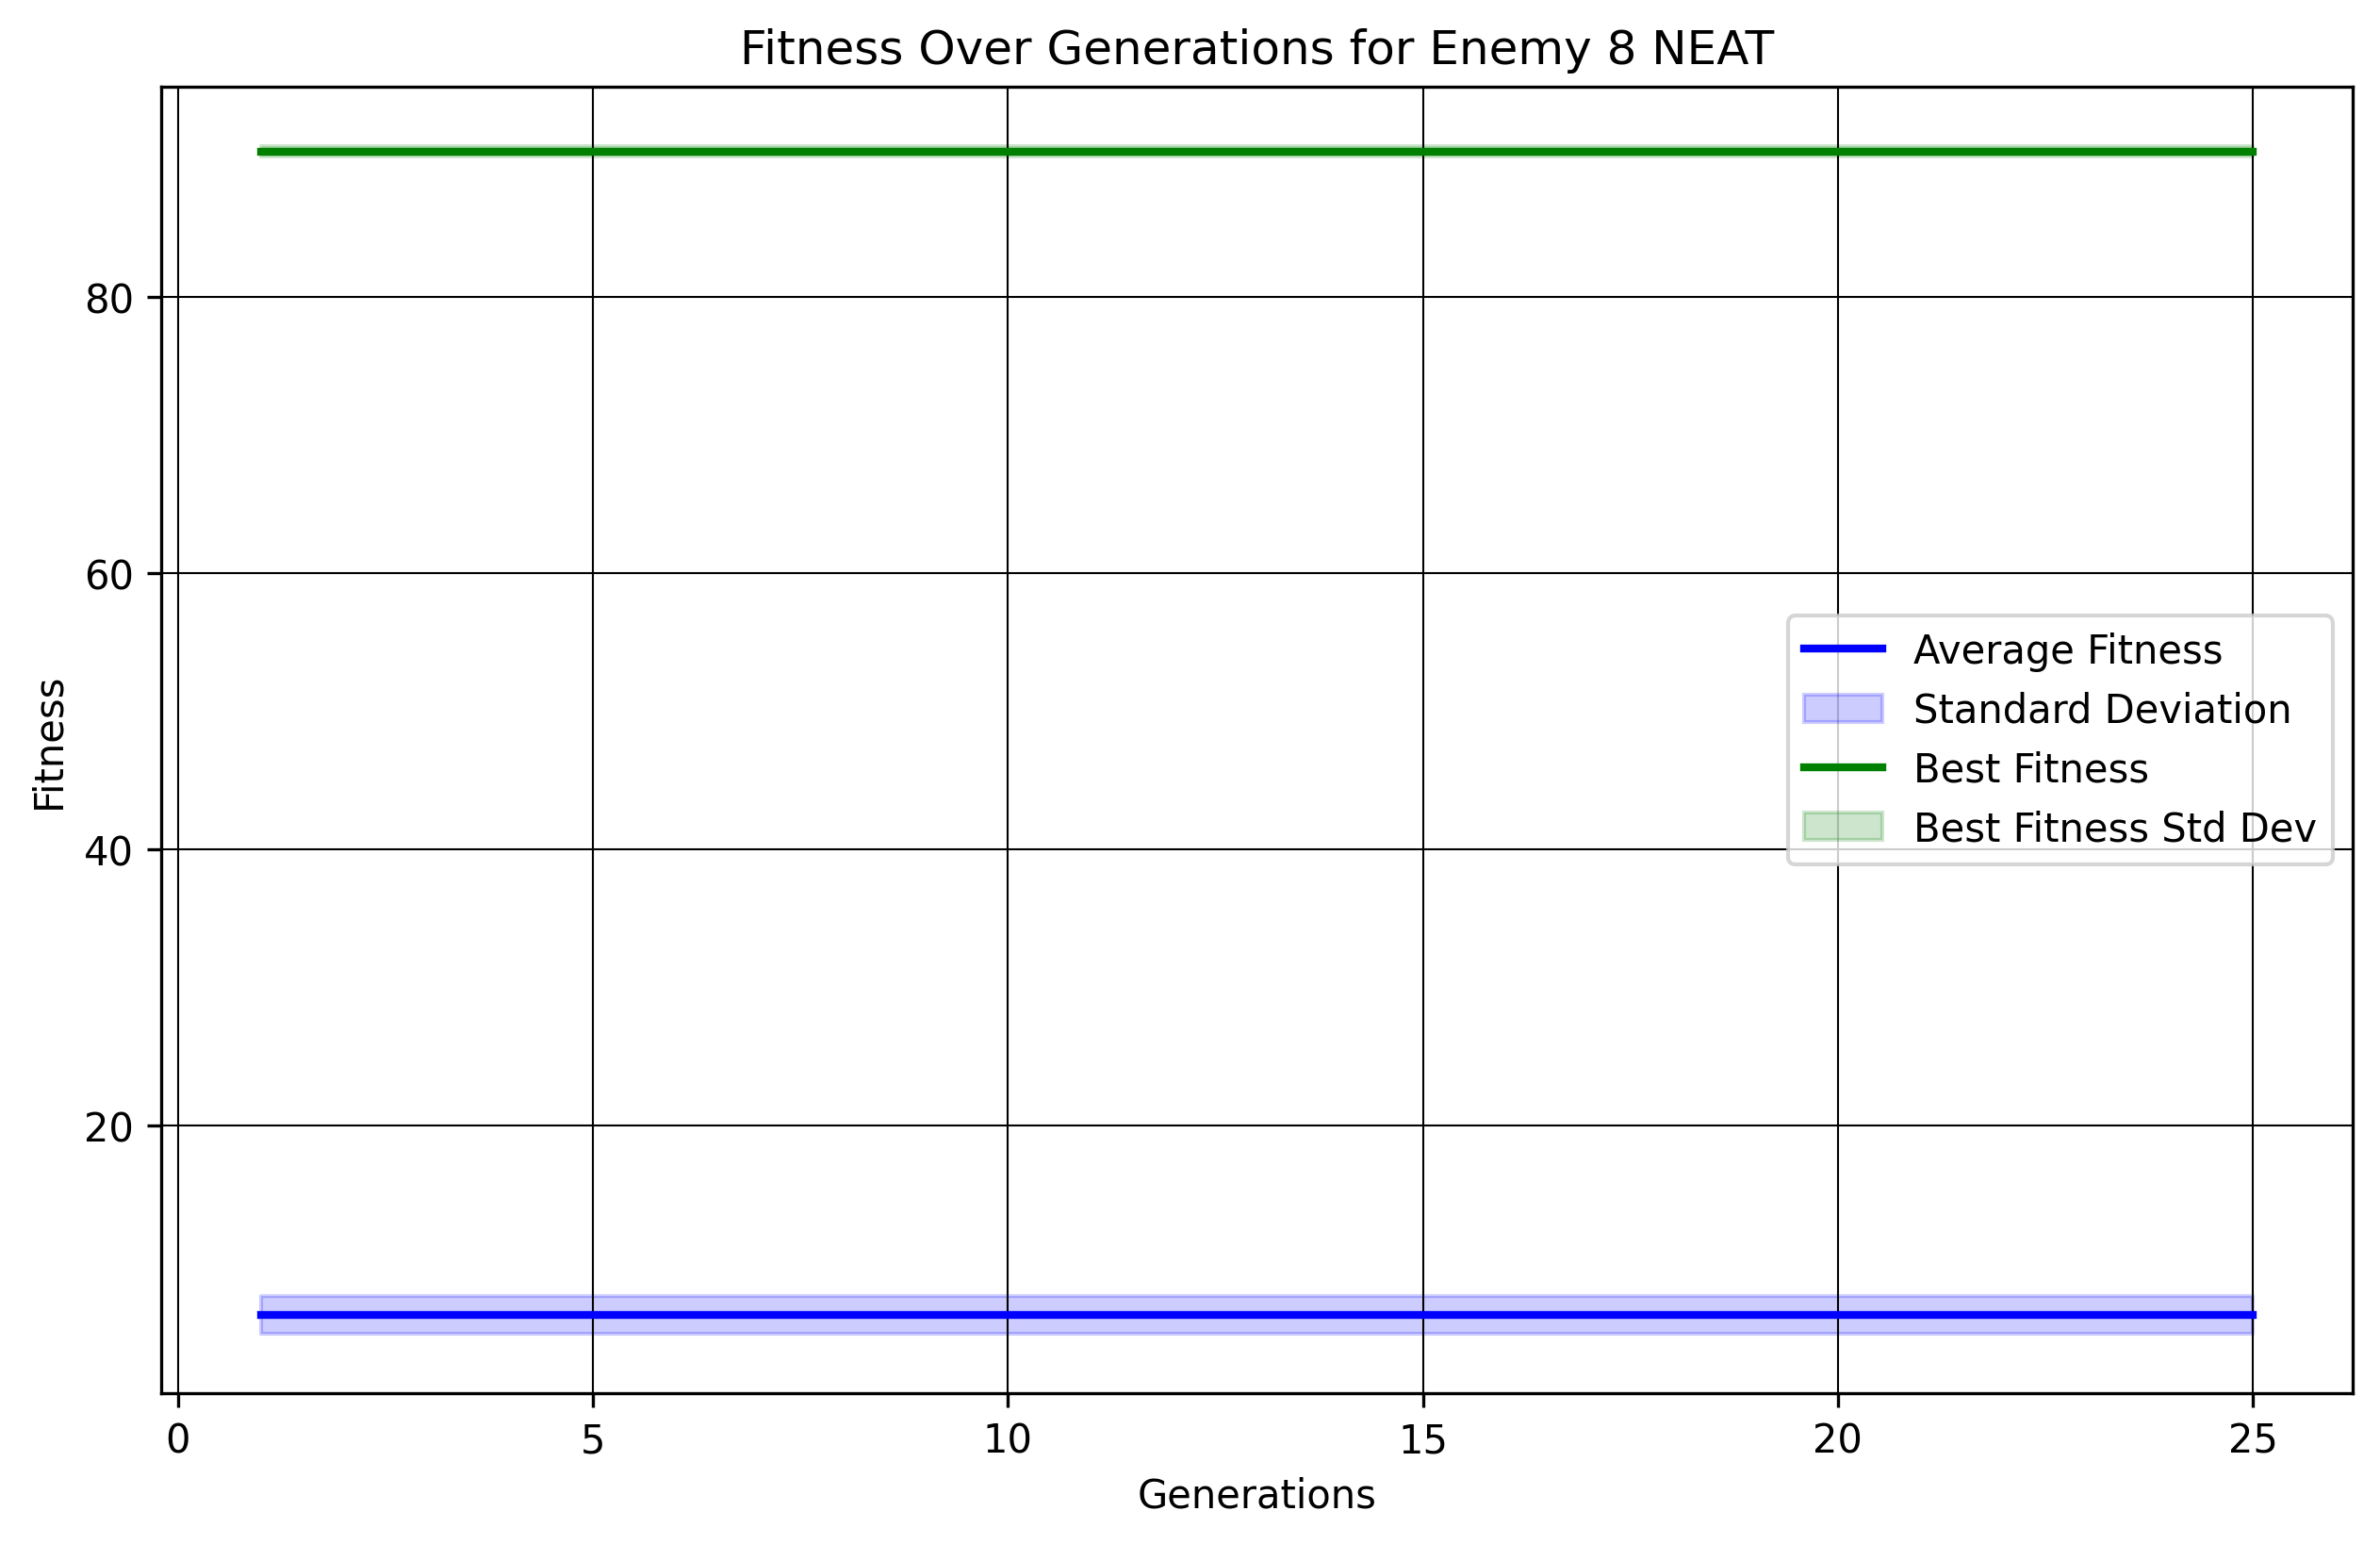 Fitness Over Generations for Enemy 8 NEAT
80
60
40
20
Fitness
Average Fitness
Standard Deviation
Best Fitness
Best Fitness Std Dev
0 5 10 15 20 25
Generations